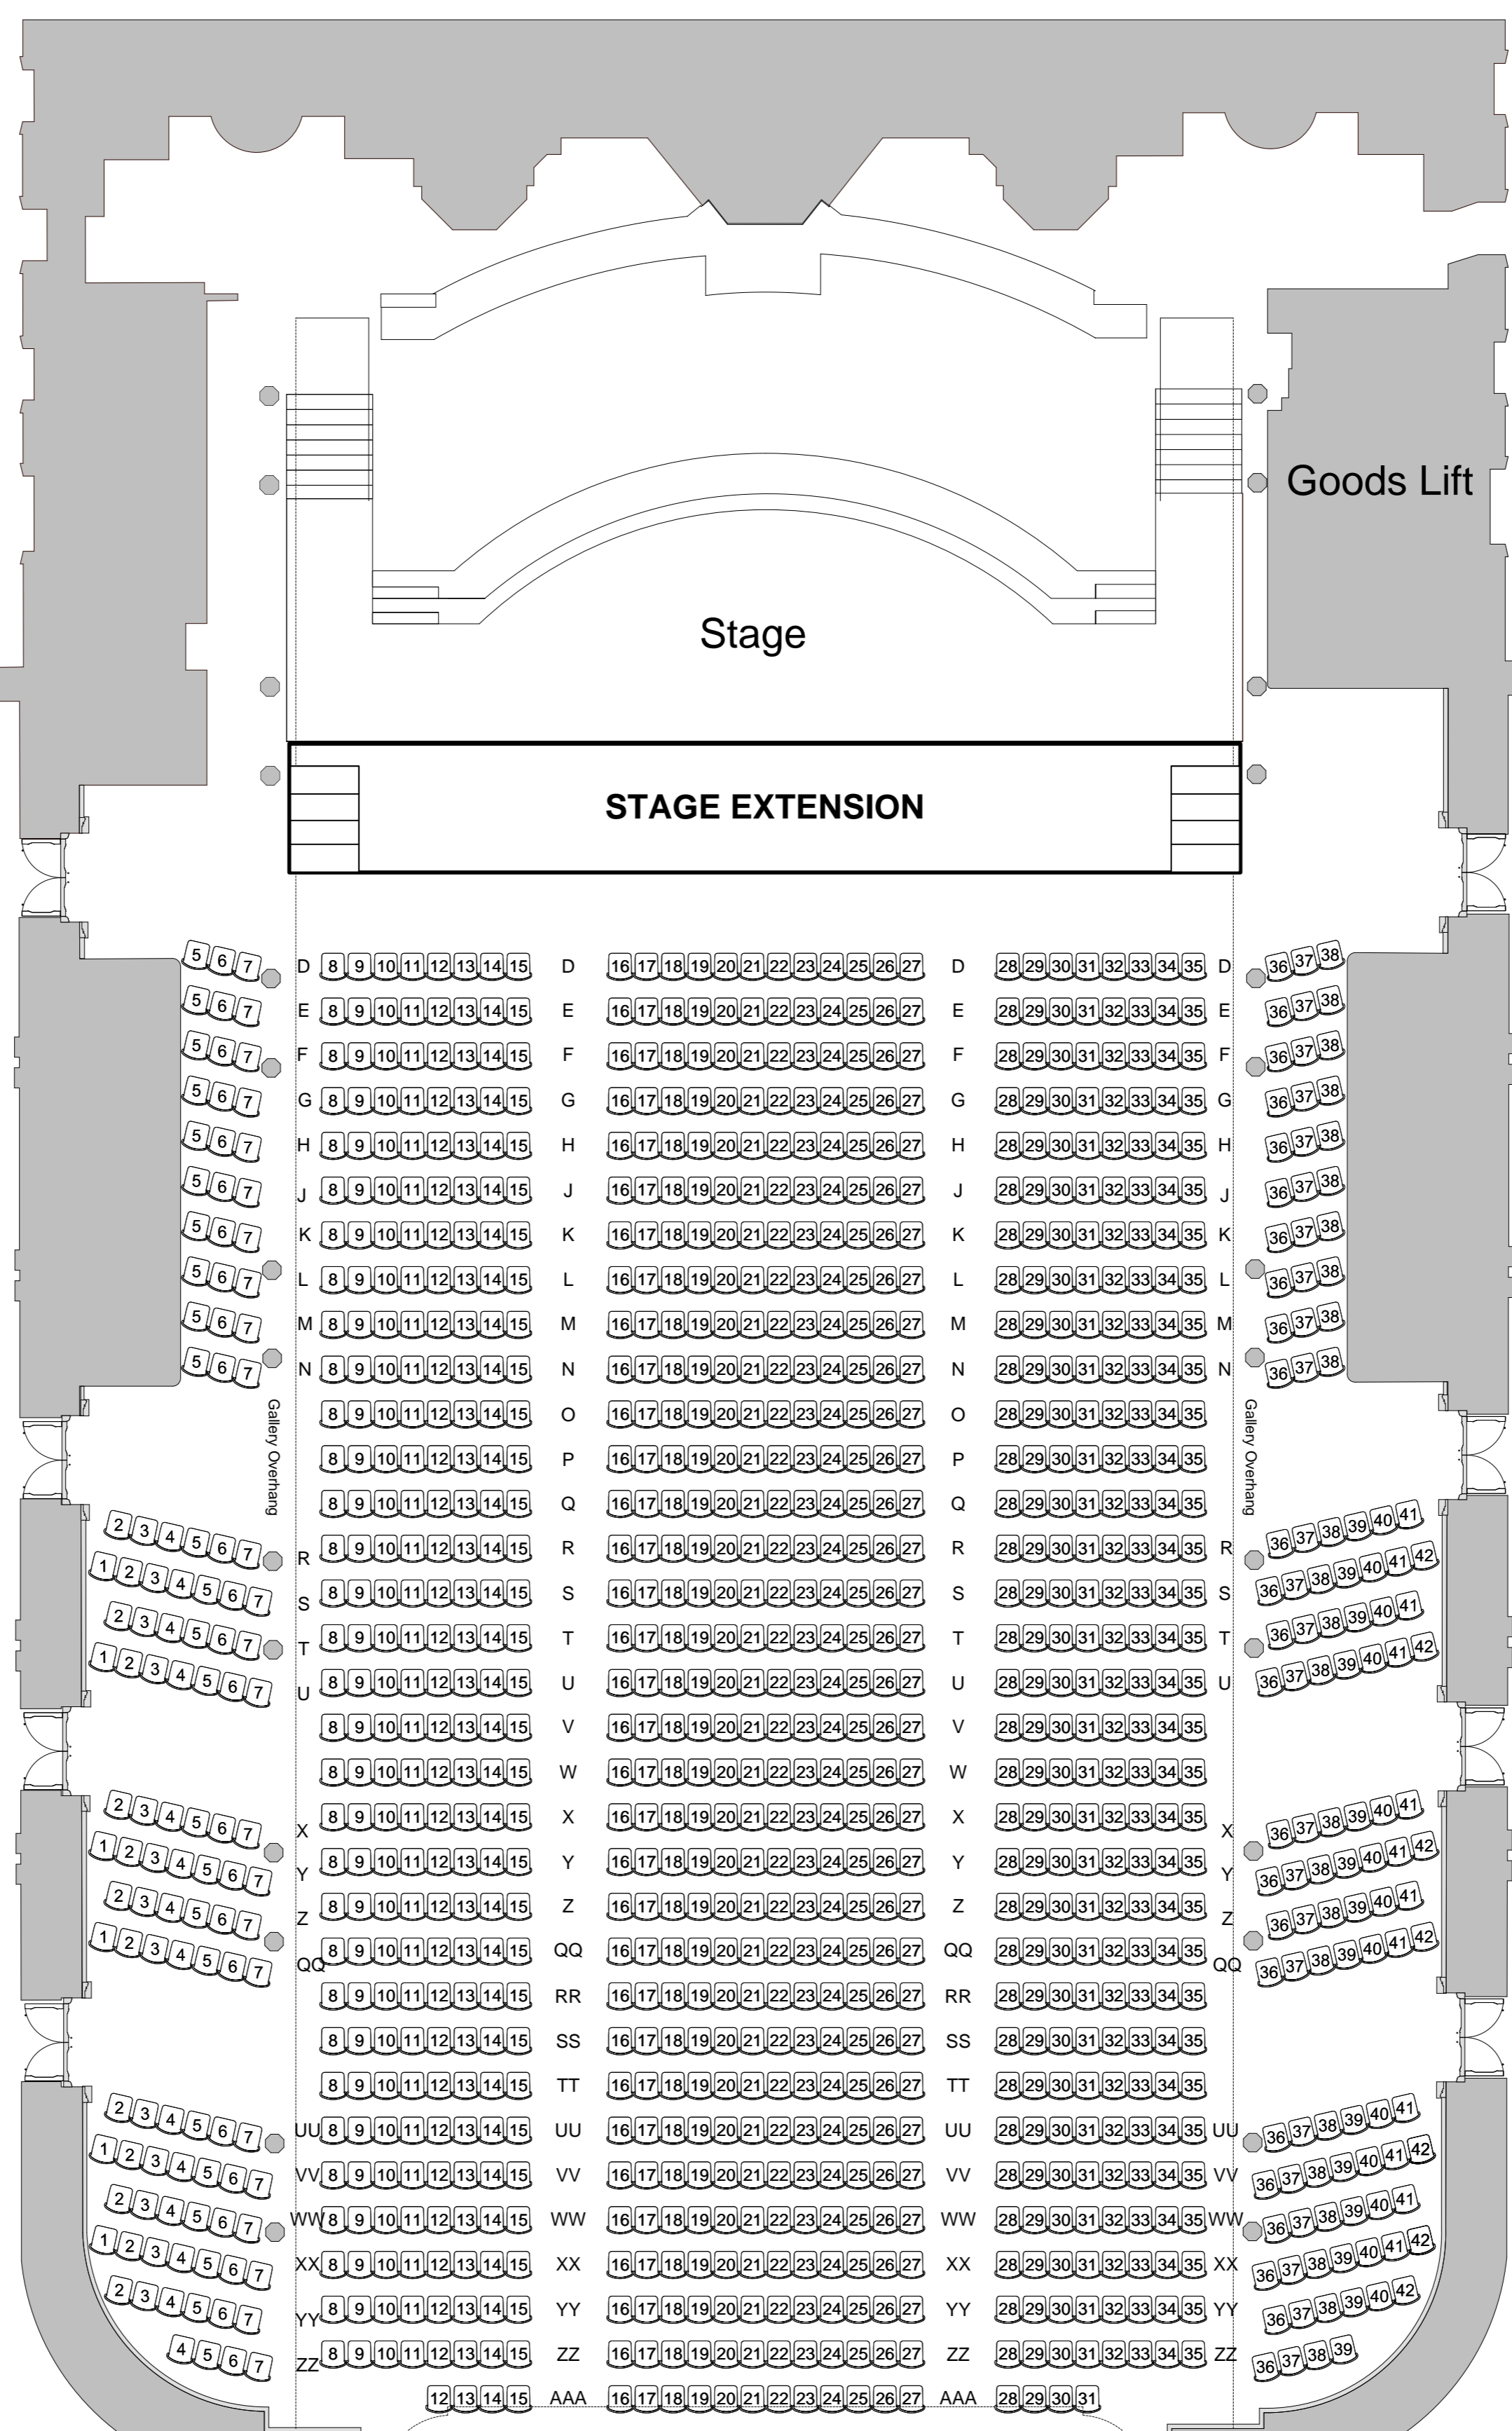 Goods Lift
Stage
STAGE EXTENSION
5 6 7 D 8 9 10 11 12 13 14 15 D 16 17 18 19 20 21 22 23 24 25 26 27 D 28 29 30 31 32 33 34 35 D 36 37 38
5 6 7 E 8 9 10 11 12 13 14 15 E 16 17 18 19 20 21 22 23 24 25 26 27 E 28 29 30 31 32 33 34 35 E 36 37 38
5 6 7 F 8 9 10 11 12 13 14 15 F 16 17 18 19 20 21 22 23 24 25 26 27 F 28 29 30 31 32 33 34 35 F 36 37 38
5 6 7 G 8 9 10 11 12 13 14 15 G 16 17 18 19 20 21 22 23 24 25 26 27 G 28 29 30 31 32 33 34 35 G 36 37 38
5 6 7 H 8 9 10 11 12 13 14 15 H 16 17 18 19 20 21 22 23 24 25 26 27 H 28 29 30 31 32 33 34 35 H 36 37 38
5 6 7 J 8 9 10 11 12 13 14 15 J 16 17 18 19 20 21 22 23 24 25 26 27 J 28 29 30 31 32 33 34 35 J 36 37 38
5 6 7 K 8 9 10 11 12 13 14 15 K 16 17 18 19 20 21 22 23 24 25 26 27 K 28 29 30 31 32 33 34 35 K 36 37 38
5 6 7 L 8 9 10 11 12 13 14 15 L 16 17 18 19 20 21 22 23 24 25 26 27 L 28 29 30 31 32 33 34 35 L 36 37 38
5 6 7 M 8 9 10 11 12 13 14 15 M 16 17 18 19 20 21 22 23 24 25 26 27 M 28 29 30 31 32 33 34 35 M 36 37 38
5 6 7 N 8 9 10 11 12 13 14 15 N 16 17 18 19 20 21 22 23 24 25 26 27 N 28 29 30 31 32 33 34 35 N 36 37 38
Gallery Overhang
Gallery Overhang
8 9 10 11 12 13 14 15 O 16 17 18 19 20 21 22 23 24 25 26 27 O 28 29 30 31 32 33 34 35
8 9 10 11 12 13 14 15 P 16 17 18 19 20 21 22 23 24 25 26 27 P 28 29 30 31 32 33 34 35
8 9 10 11 12 13 14 15 Q 16 17 18 19 20 21 22 23 24 25 26 27 Q 28 29 30 31 32 33 34 35
2 3 4 5 6 7 R 8 9 10 11 12 13 14 15 R 16 17 18 19 20 21 22 23 24 25 26 27 R 28 29 30 31 32 33 34 35 R 36 37 38 39 40 41
1 2 3 4 5 6 7 S 8 9 10 11 12 13 14 15 S 16 17 18 19 20 21 22 23 24 25 26 27 S 28 29 30 31 32 33 34 35 S 36 37 38 39 40 41 42
2 3 4 5 6 7 T 8 9 10 11 12 13 14 15 T 16 17 18 19 20 21 22 23 24 25 26 27 T 28 29 30 31 32 33 34 35 T 36 37 38 39 40 41
1 2 3 4 5 6 7 U 8 9 10 11 12 13 14 15 U 16 17 18 19 20 21 22 23 24 25 26 27 U 28 29 30 31 32 33 34 35 U 36 37 38 39 40 41 42
8 9 10 11 12 13 14 15 V 16 17 18 19 20 21 22 23 24 25 26 27 V 28 29 30 31 32 33 34 35
8 9 10 11 12 13 14 15 W 16 17 18 19 20 21 22 23 24 25 26 27 W 28 29 30 31 32 33 34 35
2 3 4 5 6 7 X 8 9 10 11 12 13 14 15 X 16 17 18 19 20 21 22 23 24 25 26 27 X 28 29 30 31 32 33 34 35 X 36 37 38 39 40 41
1 2 3 4 5 6 7 Y 8 9 10 11 12 13 14 15 Y 16 17 18 19 20 21 22 23 24 25 26 27 Y 28 29 30 31 32 33 34 35 Y 36 37 38 39 40 41 42
2 3 4 5 6 7 Z 8 9 10 11 12 13 14 15 Z 16 17 18 19 20 21 22 23 24 25 26 27 Z 28 29 30 31 32 33 34 35 Z 36 37 38 39 40 41
1 2 3 4 5 6 7 QQ 8 9 10 11 12 13 14 15 QQ 16 17 18 19 20 21 22 23 24 25 26 27 QQ 28 29 30 31 32 33 34 35 QQ 36 37 38 39 40 41 42
8 9 10 11 12 13 14 15 RR 16 17 18 19 20 21 22 23 24 25 26 27 RR 28 29 30 31 32 33 34 35
8 9 10 11 12 13 14 15 SS 16 17 18 19 20 21 22 23 24 25 26 27 SS 28 29 30 31 32 33 34 35
8 9 10 11 12 13 14 15 TT 16 17 18 19 20 21 22 23 24 25 26 27 TT 28 29 30 31 32 33 34 35
2 3 4 5 6 7 UU 8 9 10 11 12 13 14 15 UU 16 17 18 19 20 21 22 23 24 25 26 27 UU 28 29 30 31 32 33 34 35 UU 36 37 38 39 40 41
1 2 3 4 5 6 7 VV 8 9 10 11 12 13 14 15 VV 16 17 18 19 20 21 22 23 24 25 26 27 VV 28 29 30 31 32 33 34 35 VV 36 37 38 39 40 41 42
2 3 4 5 6 7 WW 8 9 10 11 12 13 14 15 WW 16 17 18 19 20 21 22 23 24 25 26 27 WW 28 29 30 31 32 33 34 35 WW 36 37 38 39 40 41
1 2 3 4 5 6 7 XX 8 9 10 11 12 13 14 15 XX 16 17 18 19 20 21 22 23 24 25 26 27 XX 28 29 30 31 32 33 34 35 XX 36 37 38 39 40 41 42
2 3 4 5 6 7 YY 8 9 10 11 12 13 14 15 YY 16 17 18 19 20 21 22 23 24 25 26 27 YY 28 29 30 31 32 33 34 35 YY 36 37 38 39 40 42
4 5 6 7 ZZ 8 9 10 11 12 13 14 15 ZZ 16 17 18 19 20 21 22 23 24 25 26 27 ZZ 28 29 30 31 32 33 34 35 ZZ 36 37 38 39
12 13 14 15 AAA 16 17 18 19 20 21 22 23 24 25 26 27 AAA 28 29 30 31